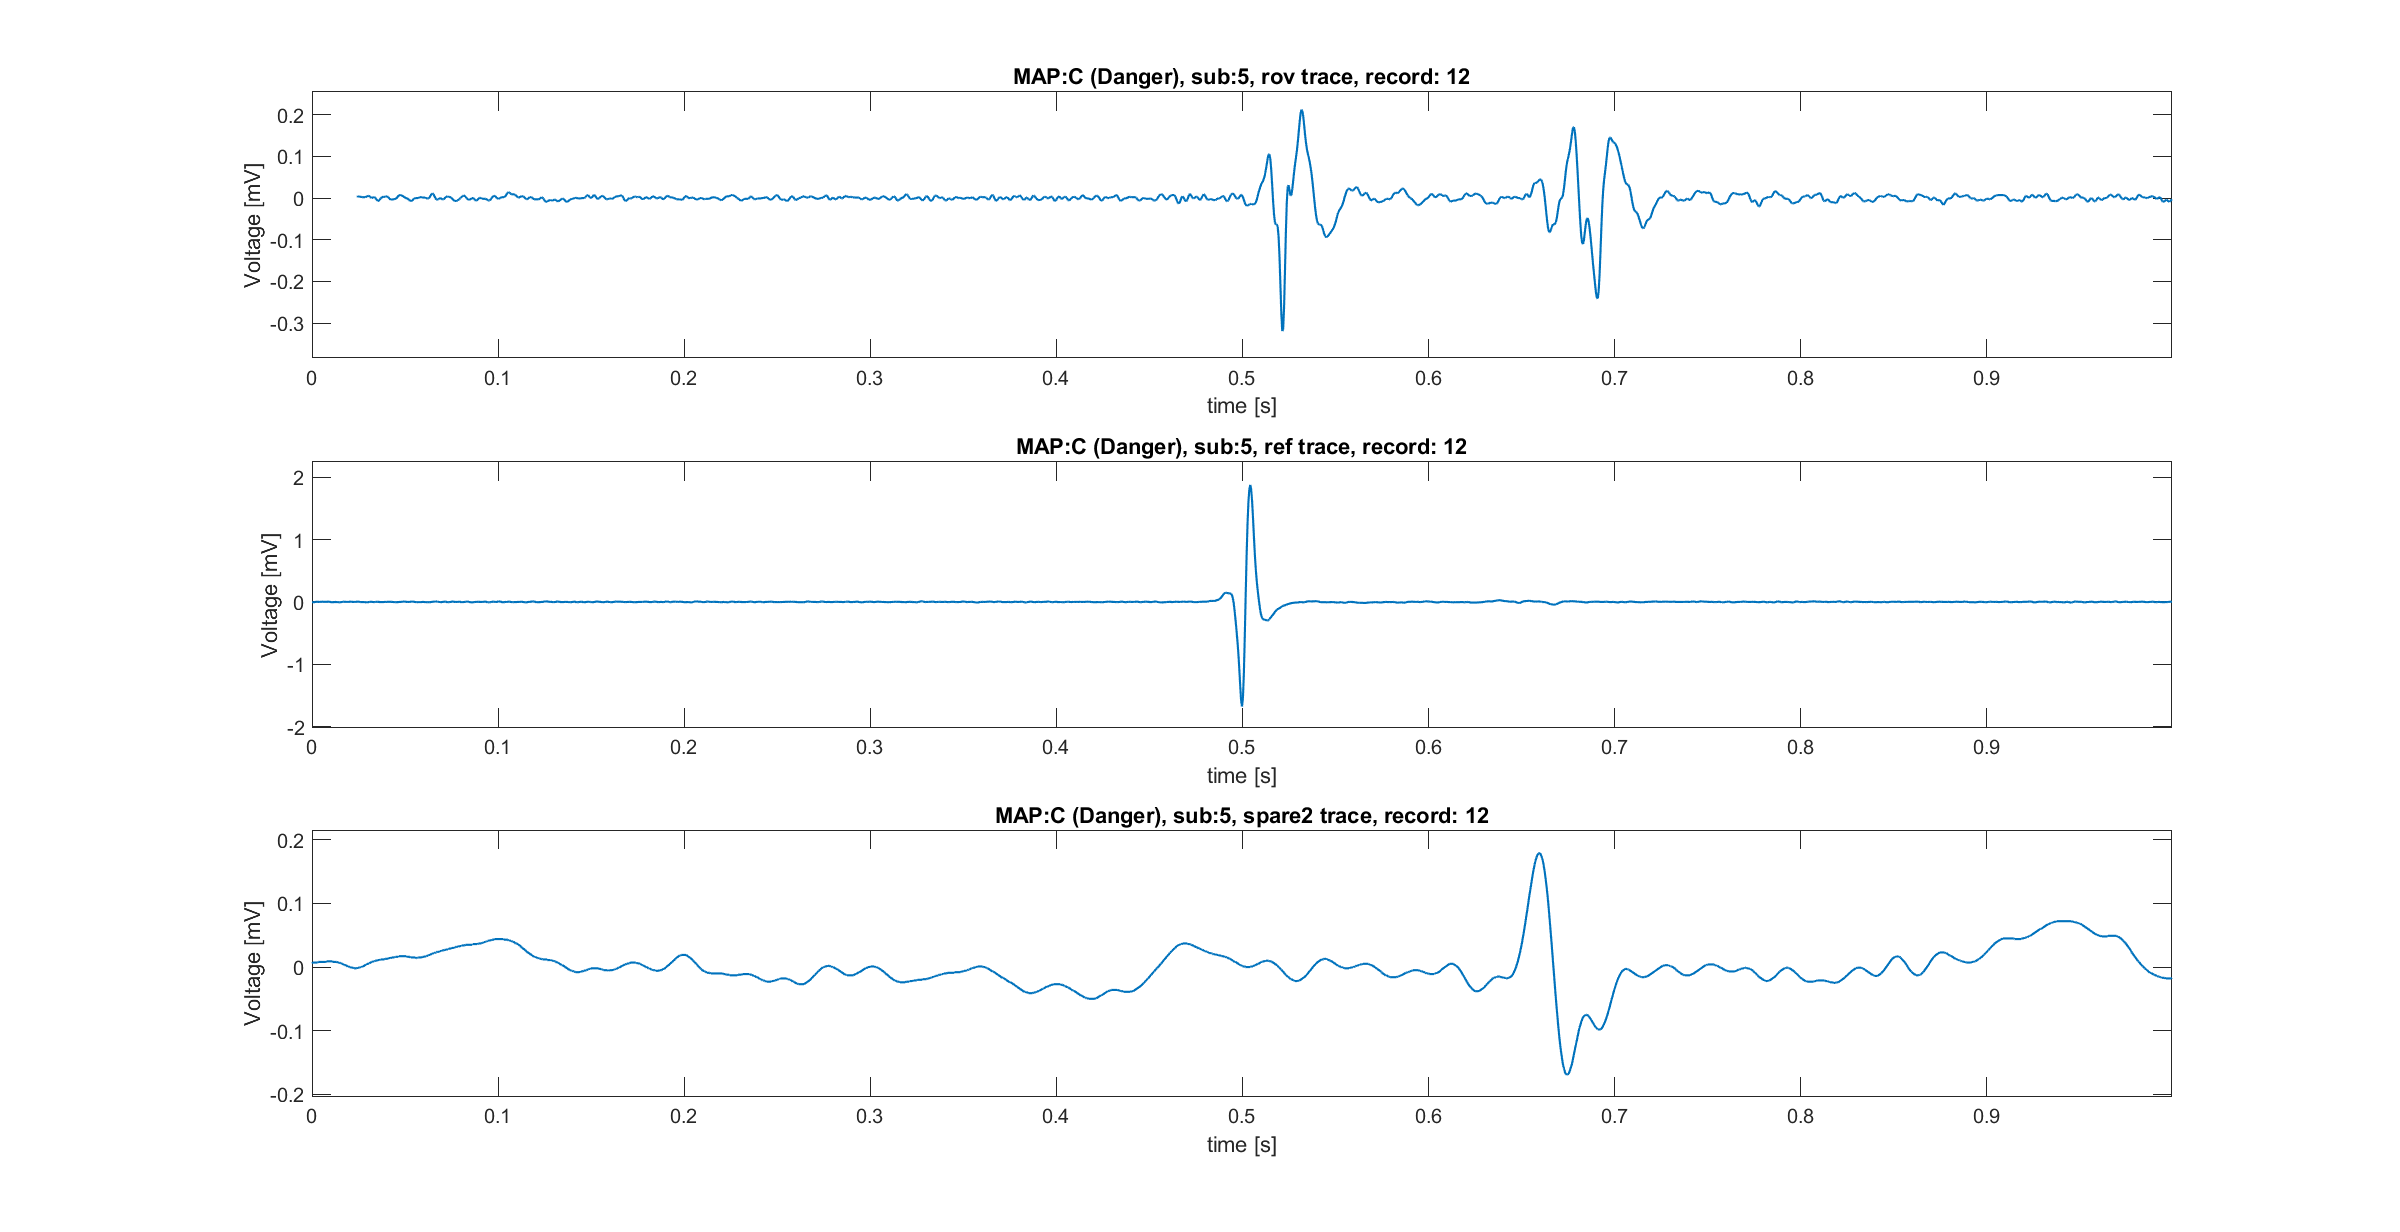 MAP:C (Danger), sub:5, rov trace, record: 12
Voltage [mV]
0.2
0.1
0
-0.1
-0.2
-0.3
0 0.1 0.2 0.3 0.4 0.5 0.6 0.7 0.8 0.9
time [s]
MAP:C (Danger), sub:5, ref trace, record: 12
Voltage [mV]
2
1
0
-1
-2
0 0.1 0.2 0.3 0.4 0.5 0.6 0.7 0.8 0.9
time [s]
MAP:C (Danger), sub:5, spare2 trace, record: 12
Voltage [mV]
0.2
0.1
0
-0.1
-0.2
0 0.1 0.2 0.3 0.4 0.5 0.6 0.7 0.8 0.9
time [s]